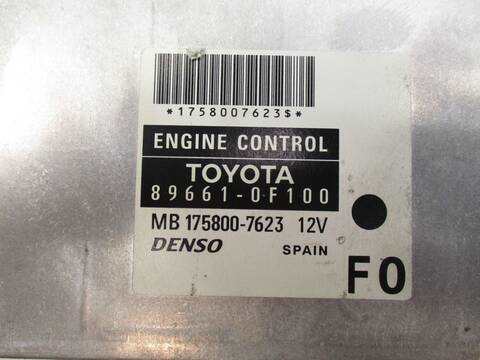 *1758007623$*
ENGINE CONTROL
TOYOTA
89661-0F100
MB 175800-7623 12V
DENSO SPAIN
F0